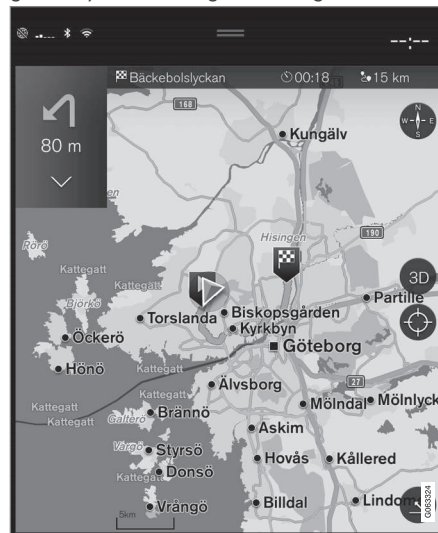 --:--
Bäckebolslyckan 00:18 15 km
80 m
168
Kungälv
N
W E
S
Rörö
Hisingen
190
Kattegatt
Kattegatt
3D
Björkö
Partille
Torslanda
Biskopsgården
Kyrkbyn
Öckerö
Göteborg
Kattegatt
Hönö
Älvsborg
27
Kattegatt
Kattegatt
Brännö
Mölndal
Mölnlyck
Galterö
Askim
Vargö
Styrsö
Hovås
Kållered
Kattegatt
Donsö
Vrångö
Billdal
Lindom
5km
G063324